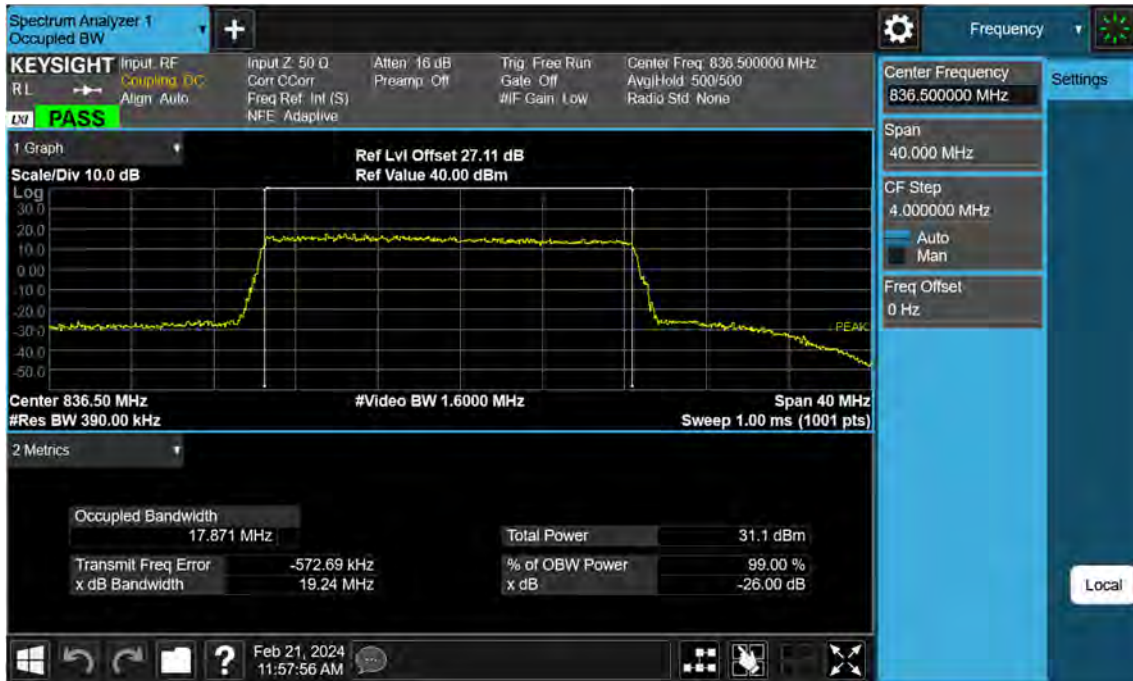 Spectrum Analyzer 1
Occupied BW
+
Frequency
KEYSIGHT
RL
LXI
PASS
Input: RF
Coupling: DC
Align: Auto
Input Z: 50 Ω
Corr CCorr
Freq Ref: Int (S)
NFE: Adaptive
Atten: 16 dB
Preamp: Off
Trig: Free Run
Gate: Off
#IF Gain: Low
Center Freq: 836.500000 MHz
Avg|Hold: 500/500
Radio Std: None
1 Graph
Scale/Div 10.0 dB
Ref Lvl Offset 27.11 dB
Ref Value 40.00 dBm
Log
30.0
20.0
10.0
0.00
-10.0
-20.0
-30.0
-40.0
-50.0
PEAK
Center 836.50 MHz
#Video BW 1.6000 MHz
Span 40 MHz
#Res BW 390.00 kHz
Sweep 1.00 ms (1001 pts)
2 Metrics
Occupied Bandwidth
17.871 MHz
Total Power 31.1 dBm
Transmit Freq Error -572.69 kHz
% of OBW Power 99.00 %
x dB Bandwidth 19.24 MHz
x dB -26.00 dB
?
Feb 21, 2024
11:57:56 AM
Center Frequency
836.500000 MHz
Settings
Span
40.000 MHz
CF Step
4.000000 MHz
Auto
Man
Freq Offset
0 Hz
Local